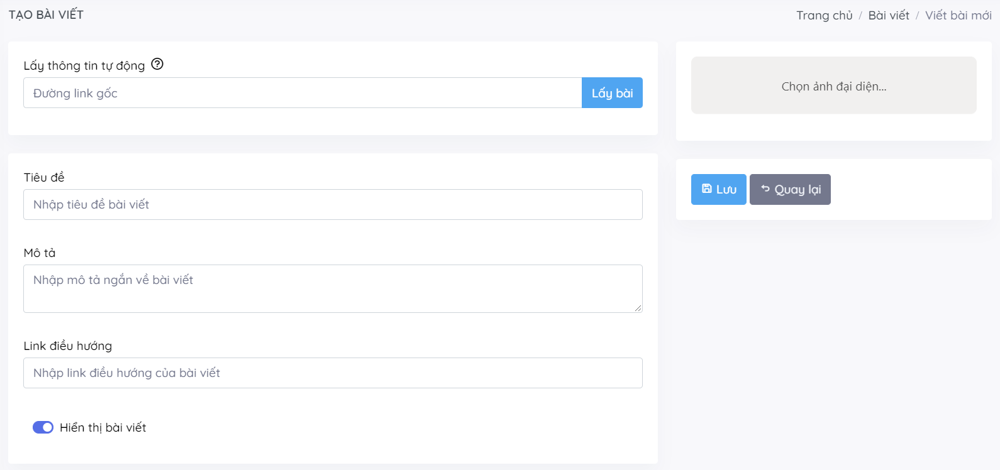 TẠO BÀI VIẾT
Trang chủ / Bài viết / Viết bài mới
Lấy thông tin tự động
Đường link gốc
Lấy bài
Chọn ảnh đại diện...
Tiêu đề
Nhập tiêu đề bài viết
Lưu
Quay lại
Mô tả
Nhập mô tả ngắn về bài viết
Link điều hướng
Nhập link điều hướng của bài viết
Hiển thị bài viết